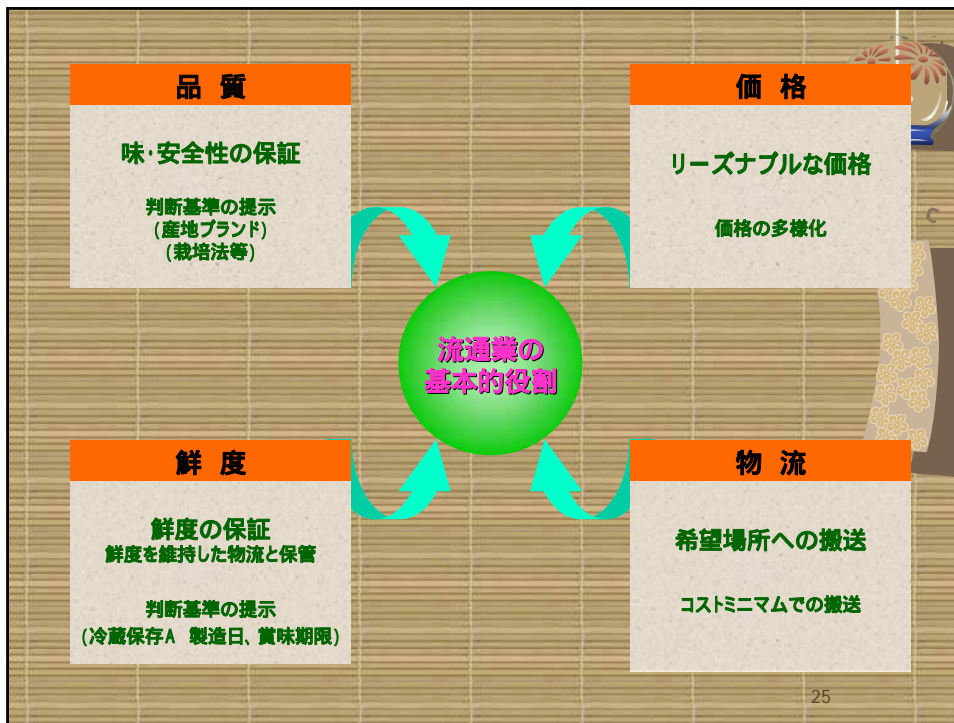 品 質
味・安全性の保証
判断基準の提示
(産地ブランド)
(栽培法等)
価 格
リーズナブルな価格
価格の多様化
流通業の
基本的役割
鮮 度
鮮度の保証
鮮度を維持した物流と保管
判断基準の提示
(冷蔵保存A 製造日、賞味期限)
物 流
希望場所への搬送
コストミニマムでの搬送
25